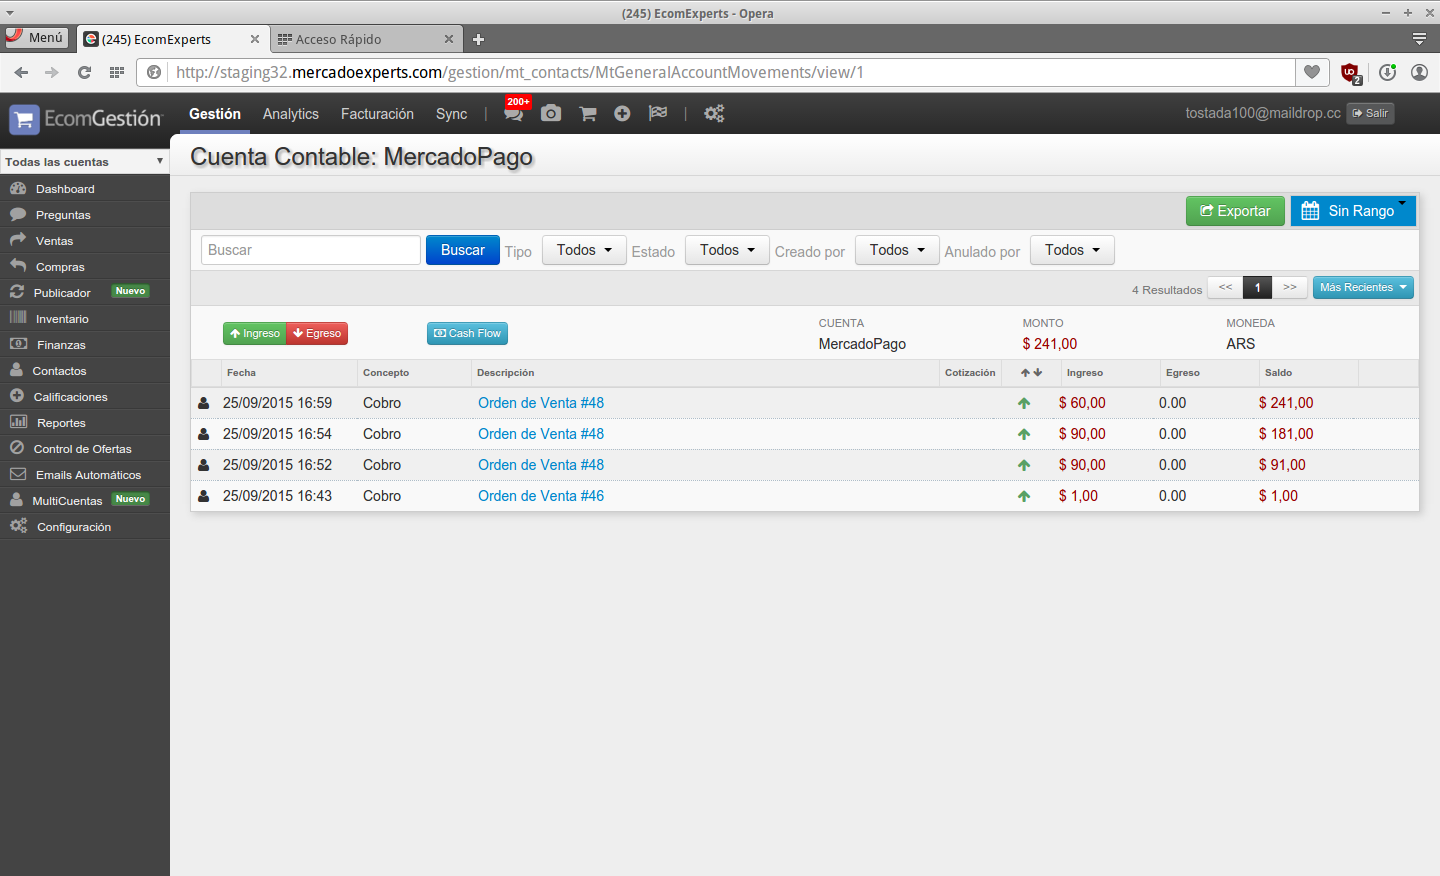 (245) EcomExperts - Opera
Menú
(245) EcomExperts
Acceso Rápido
http://staging32.mercadoexperts.com/gestion/mt_contacts/MtGeneralAccountMovements/view/1
UO 2
EcomGestión
Gestión Analytics Facturación Sync | 200+ |
tostada100@maildrop.cc Salir
Todas las cuentas
Dashboard
Preguntas
Ventas
Compras
Publicador Nuevo
Inventario
Finanzas
Contactos
Calificaciones
Reportes
Control de Ofertas
Emails Automáticos
MultiCuentas Nuevo
Configuración
Cuenta Contable: MercadoPago
Exportar Sin Rango
Buscar Buscar Tipo Todos Estado Todos Creado por Todos Anulado por Todos
4 Resultados << 1 >> Más Recientes
Ingreso Egreso Cash Flow
CUENTA MONTO MONEDA
MercadoPago $ 241,00 ARS
Fecha Concepto Descripción Cotización Ingreso Egreso Saldo
25/09/2015 16:59 Cobro Orden de Venta #48 $ 60,00 0.00 $ 241,00
25/09/2015 16:54 Cobro Orden de Venta #48 $ 90,00 0.00 $ 181,00
25/09/2015 16:52 Cobro Orden de Venta #48 $ 90,00 0.00 $ 91,00
25/09/2015 16:43 Cobro Orden de Venta #46 $ 1,00 0.00 $ 1,00